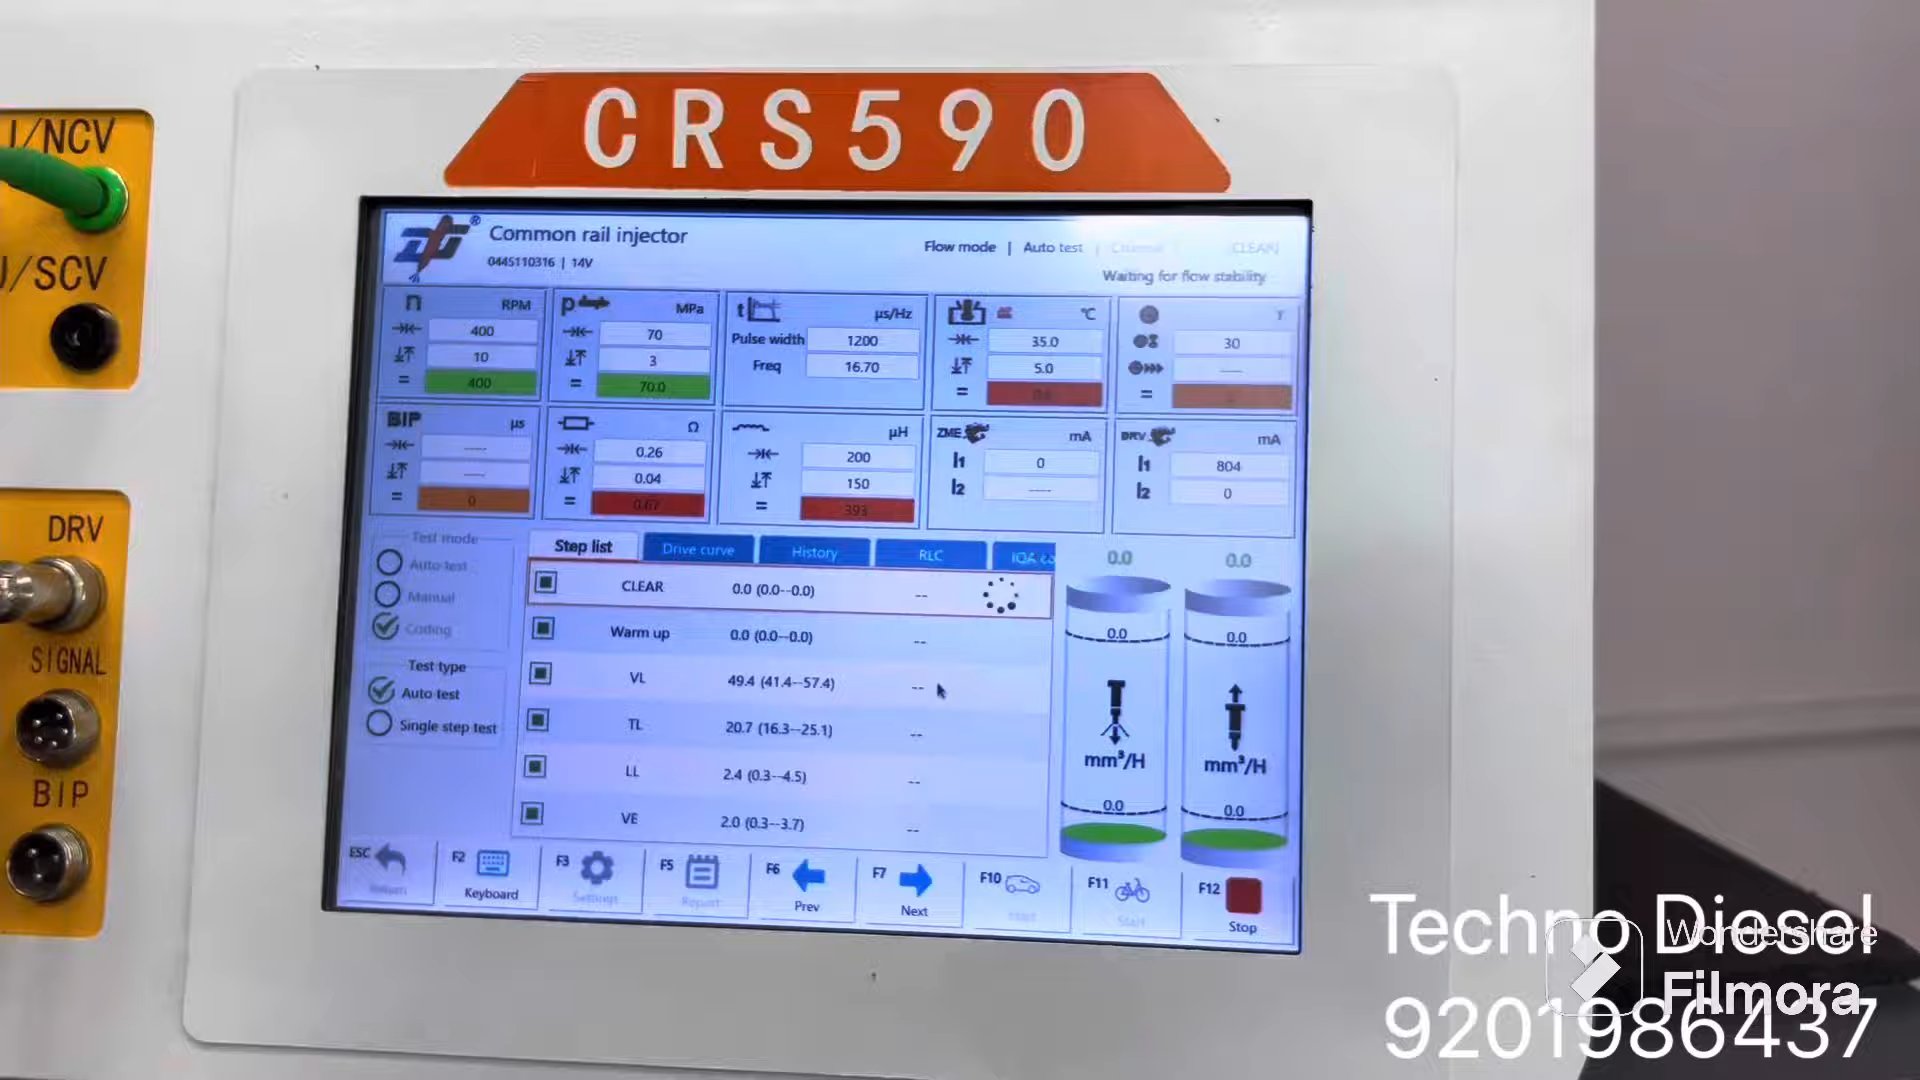 CRS590
J/NCV
J/SCV
DRV
SIGNAL
BIP
Common rail injector
0445110316 | 14V
Flow mode | Auto test | Channel CLEAR]
Waiting for flow stability
n RPM
400
10
= 400
p MPa
70
3
= 70.0
t µs/Hz
Pulse width 1200
Freq 16.70
°C
35.0
5.0
=
30
----
=
BIP µs
----
----
= 0
Ω
0.26
0.04
= 0.67
µH
200
150
= 393
ZME mA
I1 0
I2 ----
DRV mA
I1 804
I2 0
Test mode
Auto test
Manual
Coding
Test type
Auto test
Single step test
Step list Drive curve History RLC IQA co
CLEAR 0.0 (0.0--0.0) --
Warm up 0.0 (0.0--0.0) --
VL 49.4 (41.4--57.4) --
TL 20.7 (16.3--25.1) --
LL 2.4 (0.3--4.5) --
VE 2.0 (0.3--3.7) --
0.0 0.0
0.0 0.0
mm³/H mm³/H
0.0 0.0
ESC Return
F2 Keyboard
F3 Settings
F5 Report
F6 Prev
F7 Next
F10 Start
F11 Start
F12 Stop
Techno Diesel
9201986437
Wondershare
Filmora